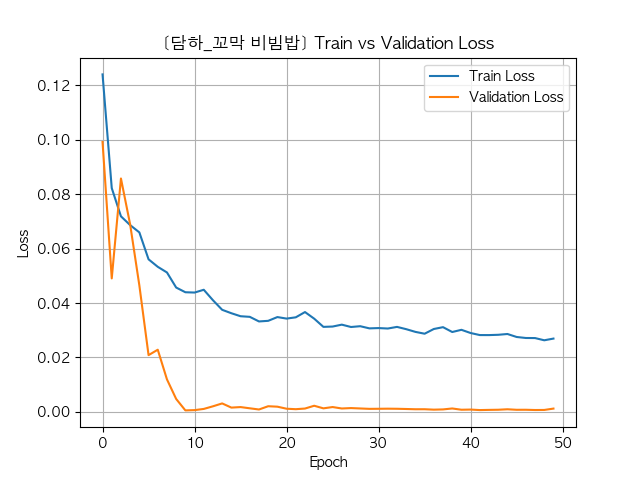 [담하_꼬막 비빔밥] Train vs Validation Loss
Train Loss
Validation Loss
0.12
0.10
0.08
0.06
0.04
0.02
0.00
Loss
0
10
20
30
40
50
Epoch